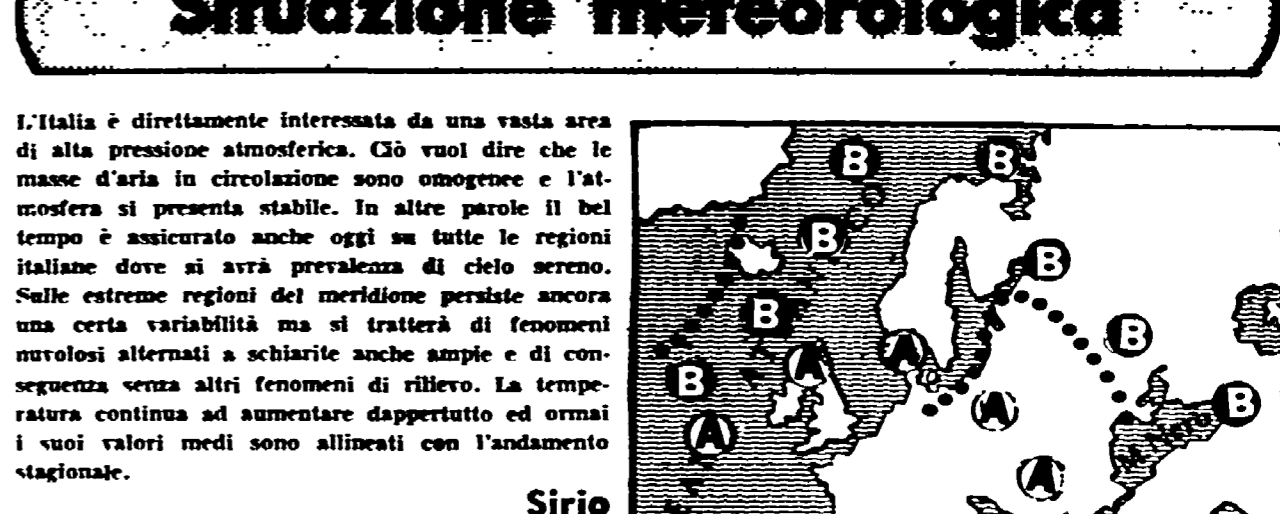 Situazione meteorologica
L'Italia è direttamente interessata da una vasta area
di alta pressione atmosferica. Ciò vuol dire che le
masse d'aria in circolazione sono omogenee e l'at-
mosfera si presenta stabile. In altre parole il bel
tempo è assicurato anche oggi su tutte le regioni
italiane dove si avrà prevalenza di cielo sereno.
Sulle estreme regioni del meridione persiste ancora
una certa variabilità ma si tratterà di fenomeni
nuvolosi alternati a schiarite anche ampie e di con-
seguenza senza altri fenomeni di rilievo. La tempe-
ratura continua ad aumentare dappertutto ed ormai
i suoi valori medi sono allineati con l'andamento
stagionale.
Sirio
B B
B
B
B
B
A A
B
A
B
A
M. Nero
A